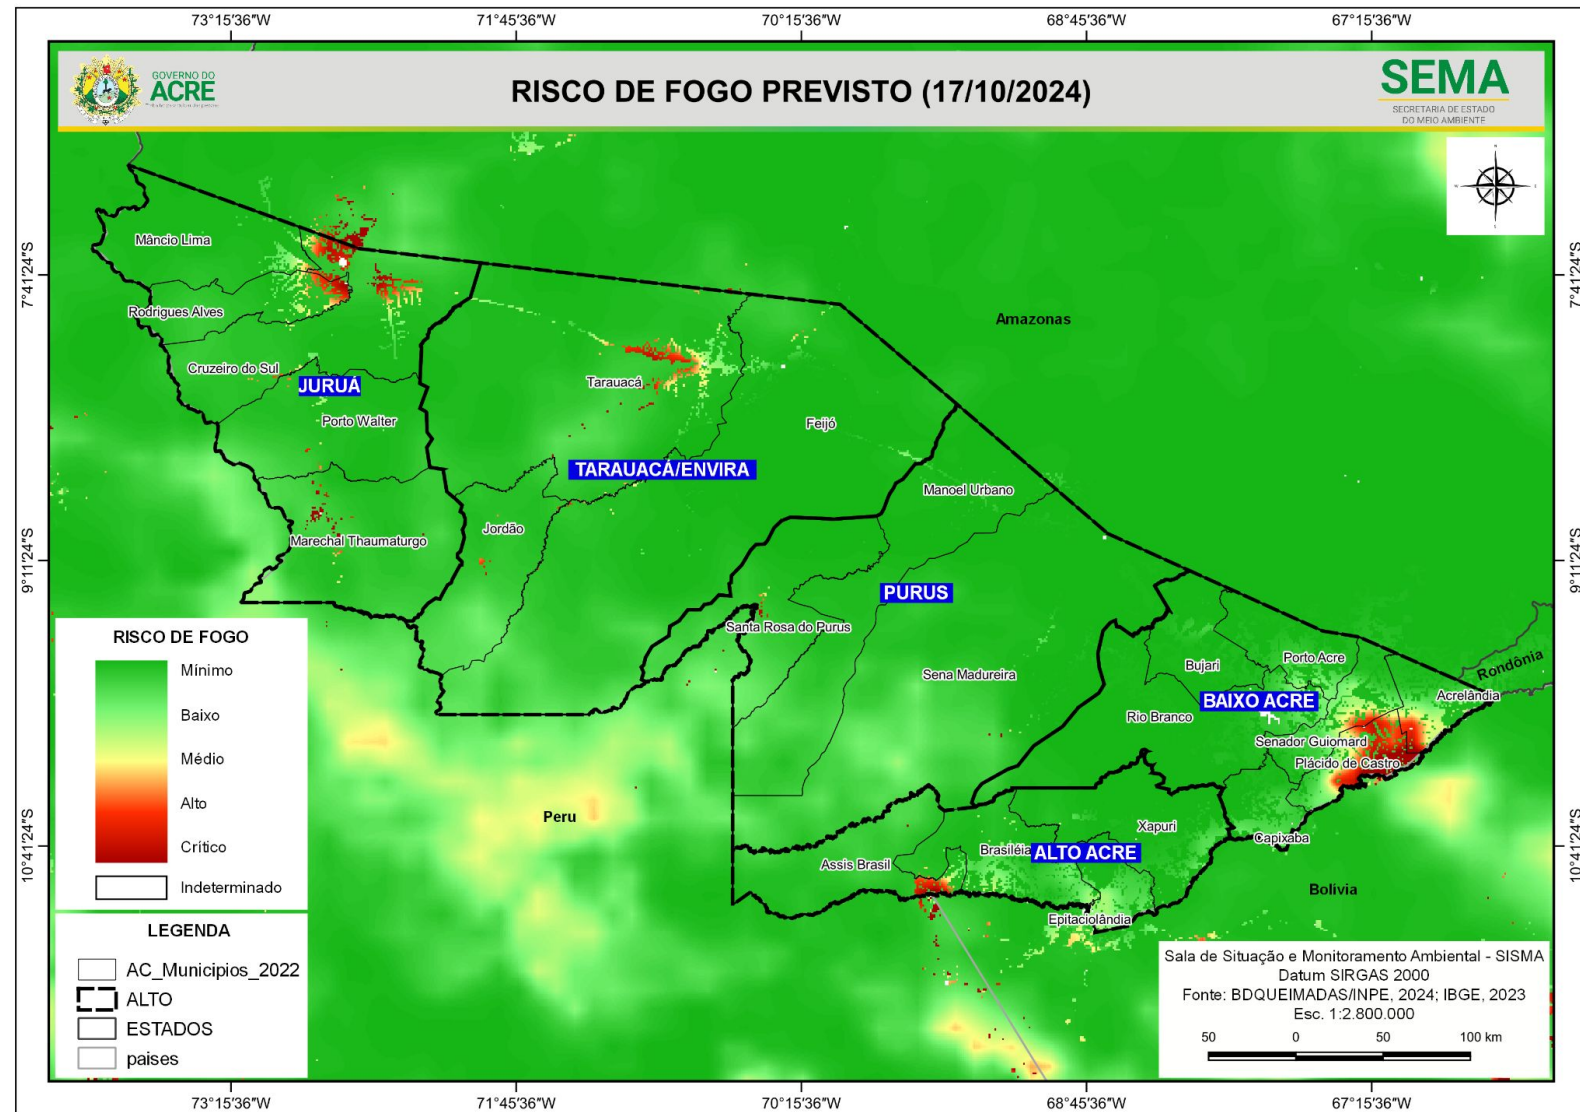 73°15'36"W
71°45'36"W
70°15'36"W
68°45'36"W
67°15'36"W
GOVERNO DO
ACRE
RISCO DE FOGO PREVISTO (17/10/2024)
SEMA
SECRETARIA DE ESTADO
DO MEIO AMBIENTE
N
W
E
S
7°41'24"S
7°41'24"S
Mâncio Lima
Rodrigues Alves
Cruzeiro do Sul
JURUÁ
Porto Walter
Marechal Thaumaturgo
Tarauacá
TARAUACÁ/ENVIRA
Feijó
Jordão
Amazonas
Manoel Urbano
9°11'24"S
9°11'24"S
PURUS
Santa Rosa do Purus
Sena Madureira
Bujari
Porto Acre
Rondônia
Acrelândia
BAIXO ACRE
Rio Branco
Senador Guiomard
Plácido de Castro
Peru
Xapuri
Capixaba
Brasiléia
ALTO ACRE
Assis Brasil
Epitaciolândia
Bolivia
10°41'24"S
10°41'24"S
RISCO DE FOGO
Mínimo
Baixo
Médio
Alto
Crítico
Indeterminado
LEGENDA
AC_Municipios_2022
ALTO
ESTADOS
paises
Sala de Situação e Monitoramento Ambiental - SISMA
Datum SIRGAS 2000
Fonte: BDQUEIMADAS/INPE, 2024; IBGE, 2023
Esc. 1:2.800.000
50 0 50 100 km
73°15'36"W
71°45'36"W
70°15'36"W
68°45'36"W
67°15'36"W